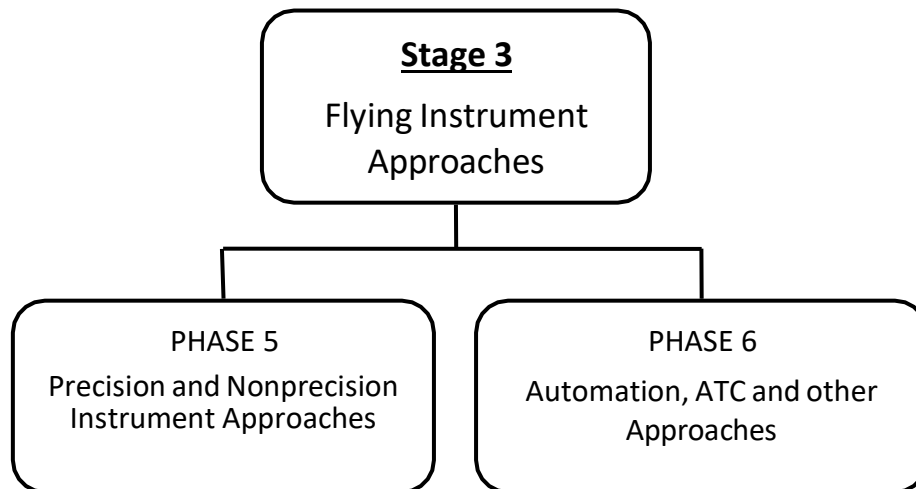 Stage 3
Flying Instrument
Approaches
PHASE 5
Precision and Nonprecision
Instrument Approaches
PHASE 6
Automation, ATC and other
Approaches